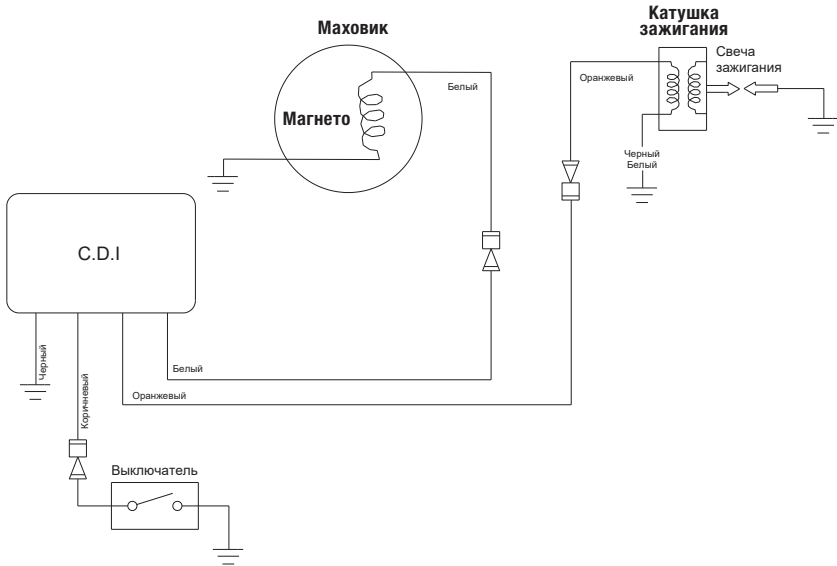 Катушка
зажигания
Маховик
Свеча
зажигания
Белый
Оранжевый
Магнето
Черный
Белый
C.D.I
Черный
Коричневый
Белый
Оранжевый
Выключатель